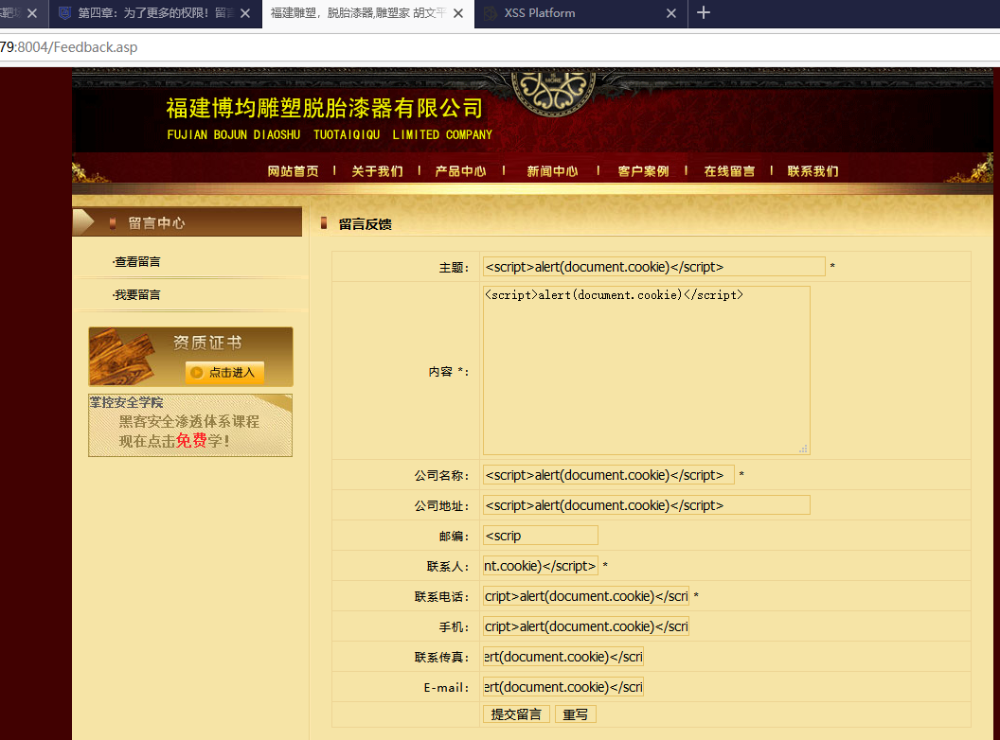 第四章：为了更多的权限！留言
福建雕塑，脱胎漆器,雕塑家 胡文平
XSS Platform
79:8004/Feedback.asp
MORE
福建博均雕塑脱胎漆器有限公司
FUJIAN BOJUN DIAOSHU TUOTAIQIQU LIMITED COMPANY
网站首页 | 关于我们 | 产品中心 | 新闻中心 | 客户案例 | 在线留言 | 联系我们
留言中心
·查看留言
·我要留言
资质证书
点击进入
掌控安全学院
黑客安全渗透体系课程
现在点击免费学！
留言反馈
主题： <script>alert(document.cookie)</script> *
内容 *： <script>alert(document.cookie)</script>
公司名称： <script>alert(document.cookie)</script> *
公司地址： <script>alert(document.cookie)</script>
邮编： <scrip
联系人： nt.cookie)</script> *
联系电话： cript>alert(document.cookie)</scri *
手机： cript>alert(document.cookie)</scri
联系传真： ert(document.cookie)</scri
E-mail： ert(document.cookie)</scri
提交留言 重写